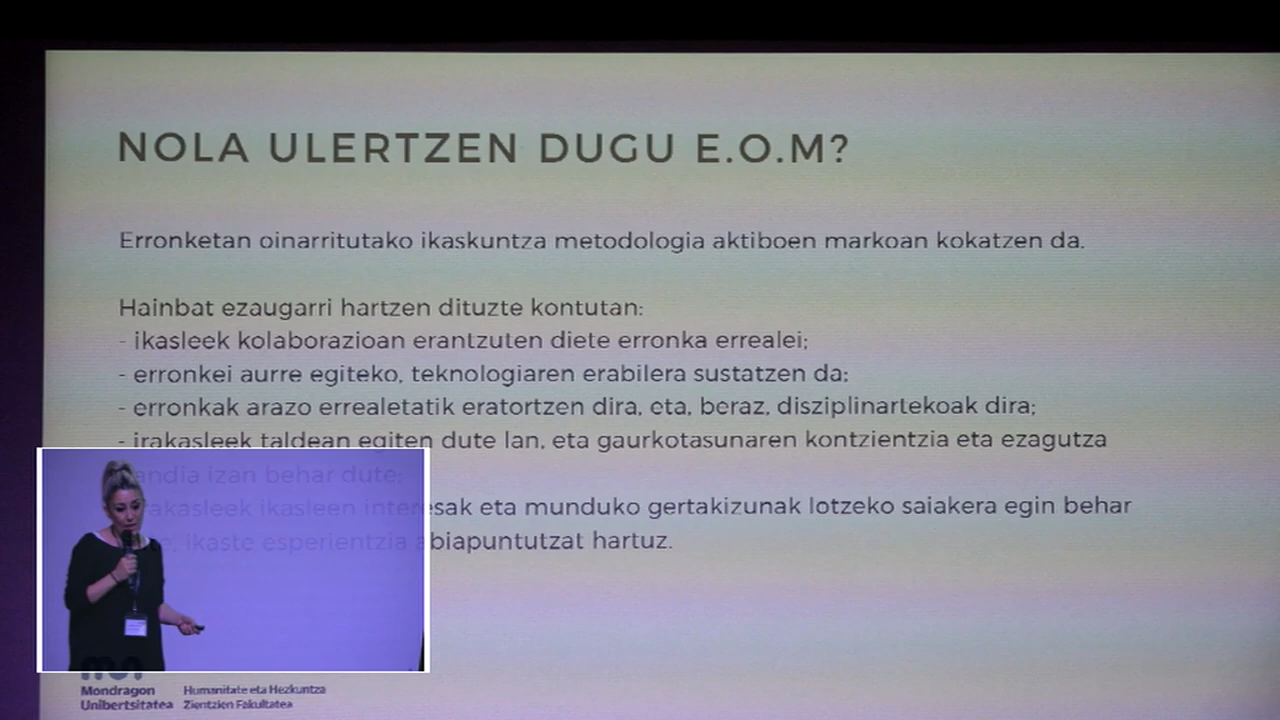 NOLA ULERTZEN DUGU E.O.M?
Erronketan oinarritutako ikaskuntza metodologia aktiboen markoan kokatzen da.
Hainbat ezaugarri hartzen dituzte kontutan:
- ikasleek kolaborazioan erantzuten diete erronka errealei;
- erronkei aurre egiteko, teknologiaren erabilera sustatzen da;
- erronkak arazo errealetatik eratortzen dira, eta, beraz, disziplinartekoak dira;
- irakasleek taldean egiten dute lan, eta gaurkotasunaren kontzientzia eta ezagutza
andia izan behar dute;
rakasleek ikasleen interesak eta munduko gertakizunak lotzeko saiakera egin behar
te, ikaste esperientzia abiapuntutzat hartuz.
Mondragon
Unibertsitatea
Humanitate eta Hezkuntza
Zientzien Fakultatea